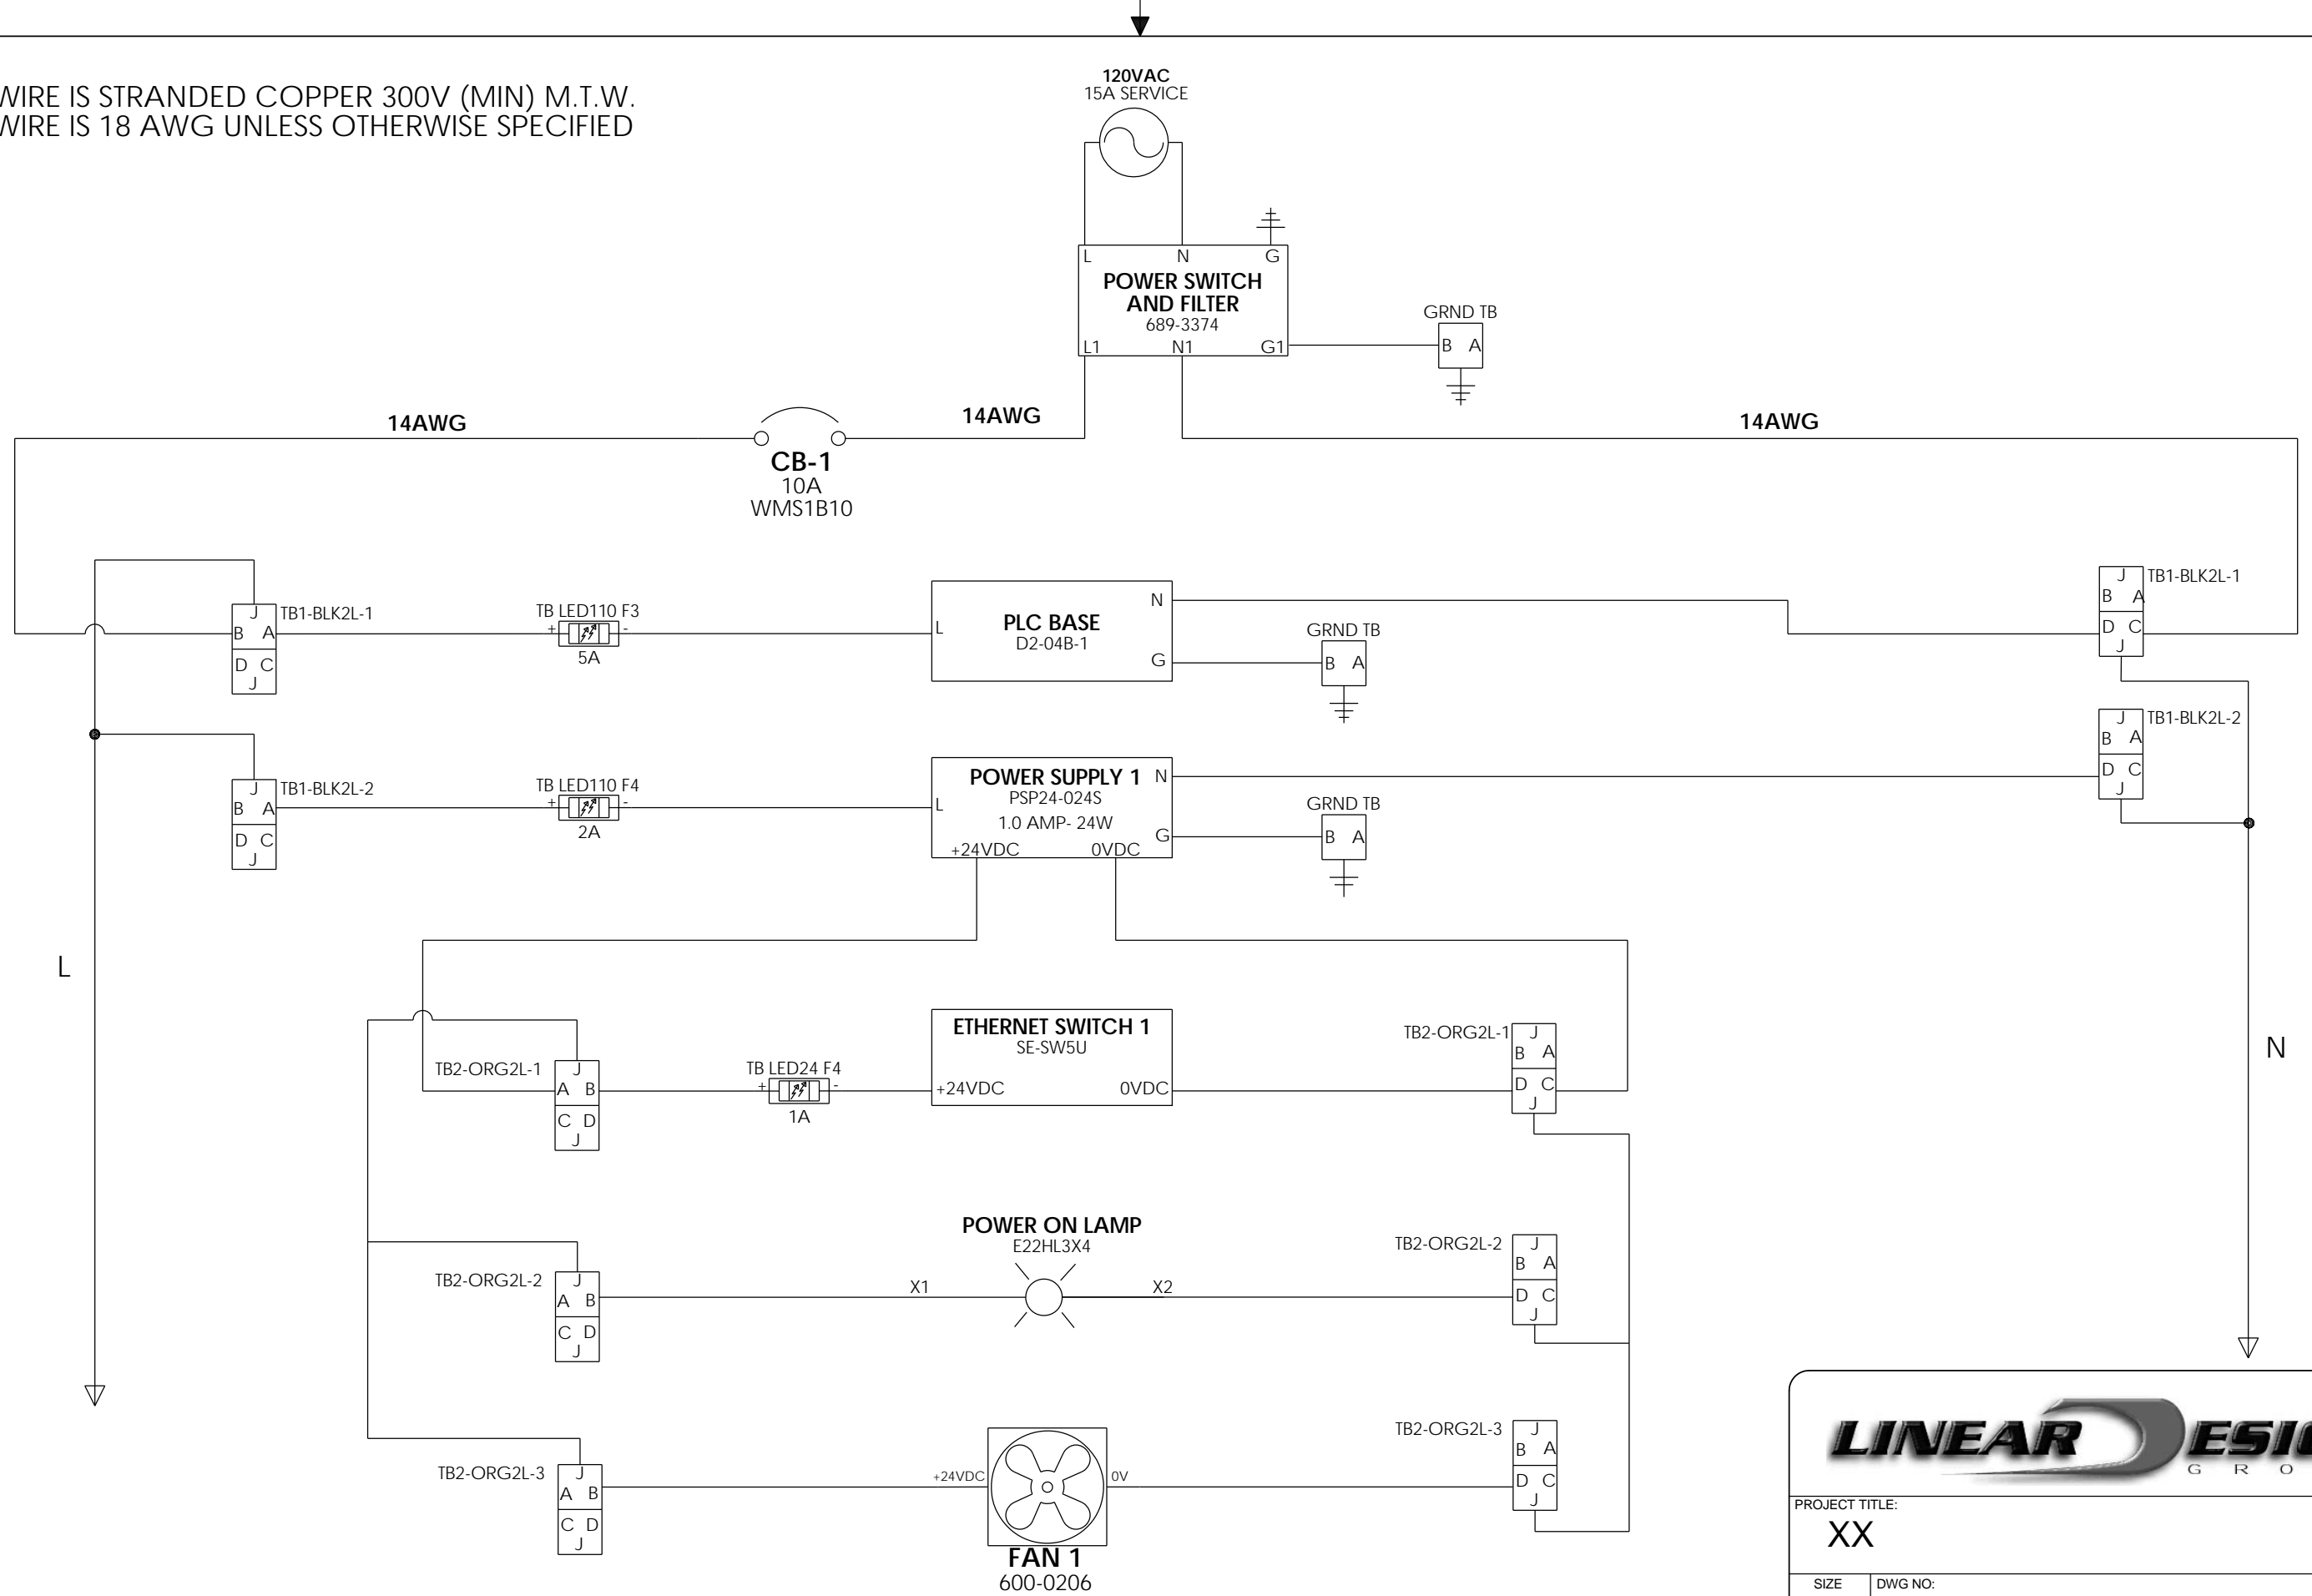 WIRE IS STRANDED COPPER 300V (MIN) M.T.W.
WIRE IS 18 AWG UNLESS OTHERWISE SPECIFIED
120VAC
15A SERVICE
L N G
POWER SWITCH
AND FILTER
689-3374
L1 N1 G1
GRND TB
B A
14AWG
14AWG
14AWG
CB-1
10A
WMS1B10
J
TB1-BLK2L-1
B A
D C
J
TB LED110 F3
+ -
5A
L
PLC BASE
D2-04B-1
N
G
GRND TB
B A
J
TB1-BLK2L-1
B A
D C
J
J
TB1-BLK2L-2
B A
D C
J
TB LED110 F4
+ -
2A
L
POWER SUPPLY 1
PSP24-024S
1.0 AMP- 24W
+24VDC 0VDC
N
G
GRND TB
B A
J
TB1-BLK2L-2
B A
D C
J
L
N
TB2-ORG2L-1
J
A B
C D
J
TB LED24 F4
+ -
1A
ETHERNET SWITCH 1
SE-SW5U
+24VDC 0VDC
TB2-ORG2L-1
J
B A
D C
J
TB2-ORG2L-2
J
A B
C D
J
POWER ON LAMP
E22HL3X4
X1 X2
TB2-ORG2L-2
J
B A
D C
J
TB2-ORG2L-3
J
A B
C D
J
+24VDC 0V
FAN 1
600-0206
TB2-ORG2L-3
J
B A
D C
J
LINEAR DESIG
G R O
PROJECT TITLE:
XX
SIZE DWG NO: